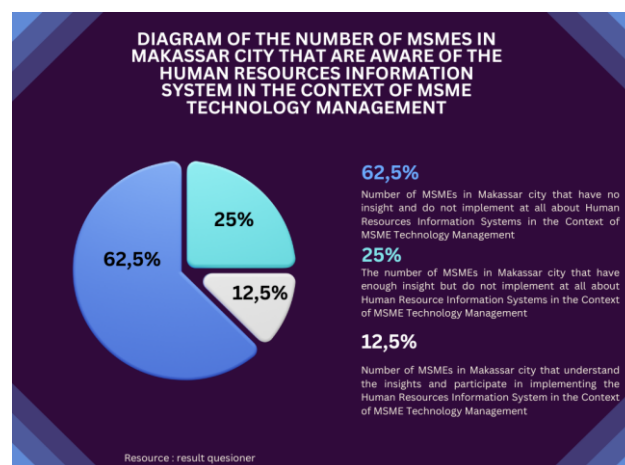 DIAGRAM OF THE NUMBER OF MSMES IN
MAKASSAR CITY THAT ARE AWARE OF THE
HUMAN RESOURCES INFORMATION
SYSTEM IN THE CONTEXT OF MSME
TECHNOLOGY MANAGEMENT
62,5%
25%
12,5%
62,5%
Number of MSMEs in Makassar city that have no
insight and do not implement at all about Human
Resources Information Systems in the Context of
MSME Technology Management
25%
The number of MSMEs in Makassar city that have
enough insight but do not implement at all about
Human Resource Information Systems in the Context
of MSME Technology Management
12,5%
Number of MSMEs in Makassar city that understand
the insights and participate in implementing the
Human Resources Information System in the Context
of MSME Technology Management
Resource : result quesioner